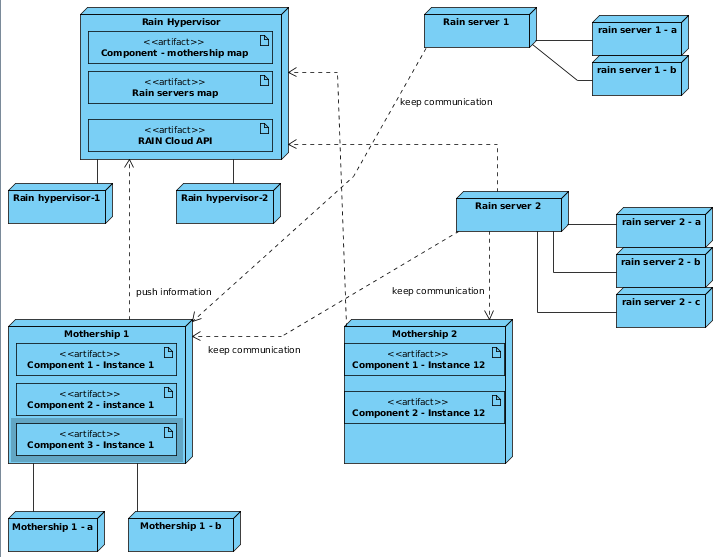 Rain Hypervisor
<<artifact>>
Component - mothership map
<<artifact>>
Rain servers map
<<artifact>>
RAIN Cloud API
Rain hypervisor-1
Rain hypervisor-2
Rain server 1
rain server 1 - a
rain server 1 - b
keep communication
Rain server 2
rain server 2 - a
rain server 2 - b
rain server 2 - c
push information
keep communication
keep communication
Mothership 1
<<artifact>>
Component 1 - Instance 1
<<artifact>>
Component 2 - instance 1
<<artifact>>
Component 3 - Instance 1
Mothership 2
<<artifact>>
Component 1 - Instance 12
<<artifact>>
Component 2 - Instance 12
Mothership 1 - a
Mothership 1 - b